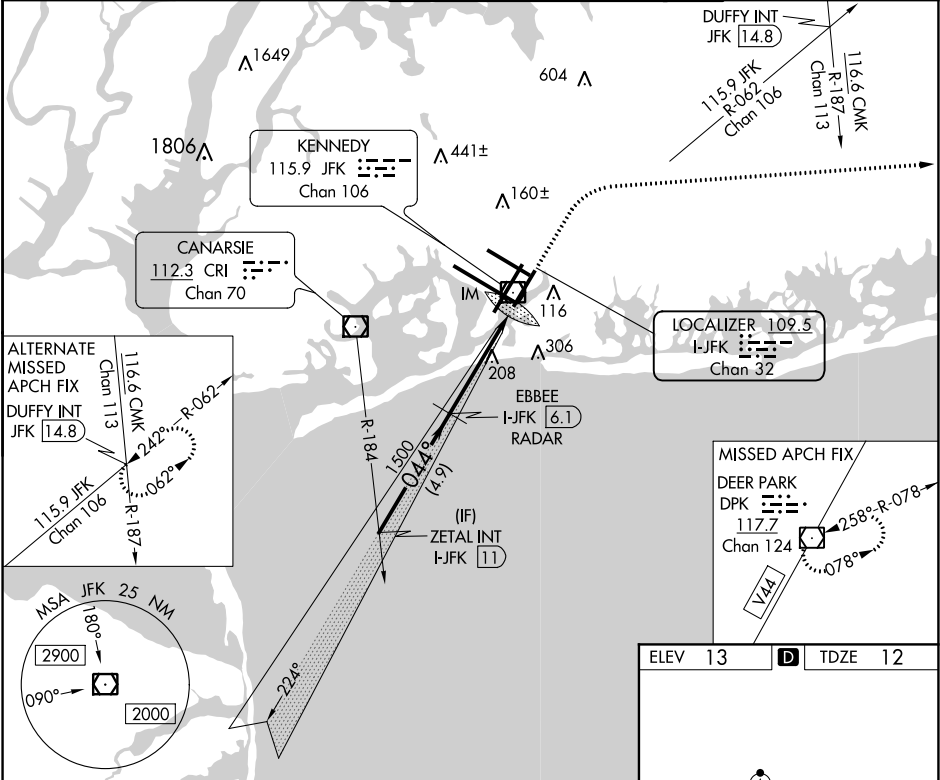 DUFFY INT
JFK 14.8
115.9 JFK
R-062
Chan 106
116.6 CMK
R-187
Chan 113
1649
604
1806
441±
160±
KENNEDY
115.9 JFK
Chan 106
CANARSIE
112.3 CRI
Chan 70
IM
116
306
208
LOCALIZER 109.5
I-JFK
Chan 32
ALTERNATE
MISSED
APCH FIX
DUFFY INT
JFK 14.8
116.6 CMK
Chan 113
R-062
242°
062°
115.9 JFK
Chan 106
R-187
R-184
EBBEE
I-JFK 6.1
RADAR
1500
044°
(4.9)
(IF)
ZETAL INT
I-JFK 11
224°
MISSED APCH FIX
DEER PARK
DPK
117.7
Chan 124
258°
R-078
078°
V44
MSA JFK 25 NM
180°
2900
090°
2000
ELEV 13
D
TDZE 12